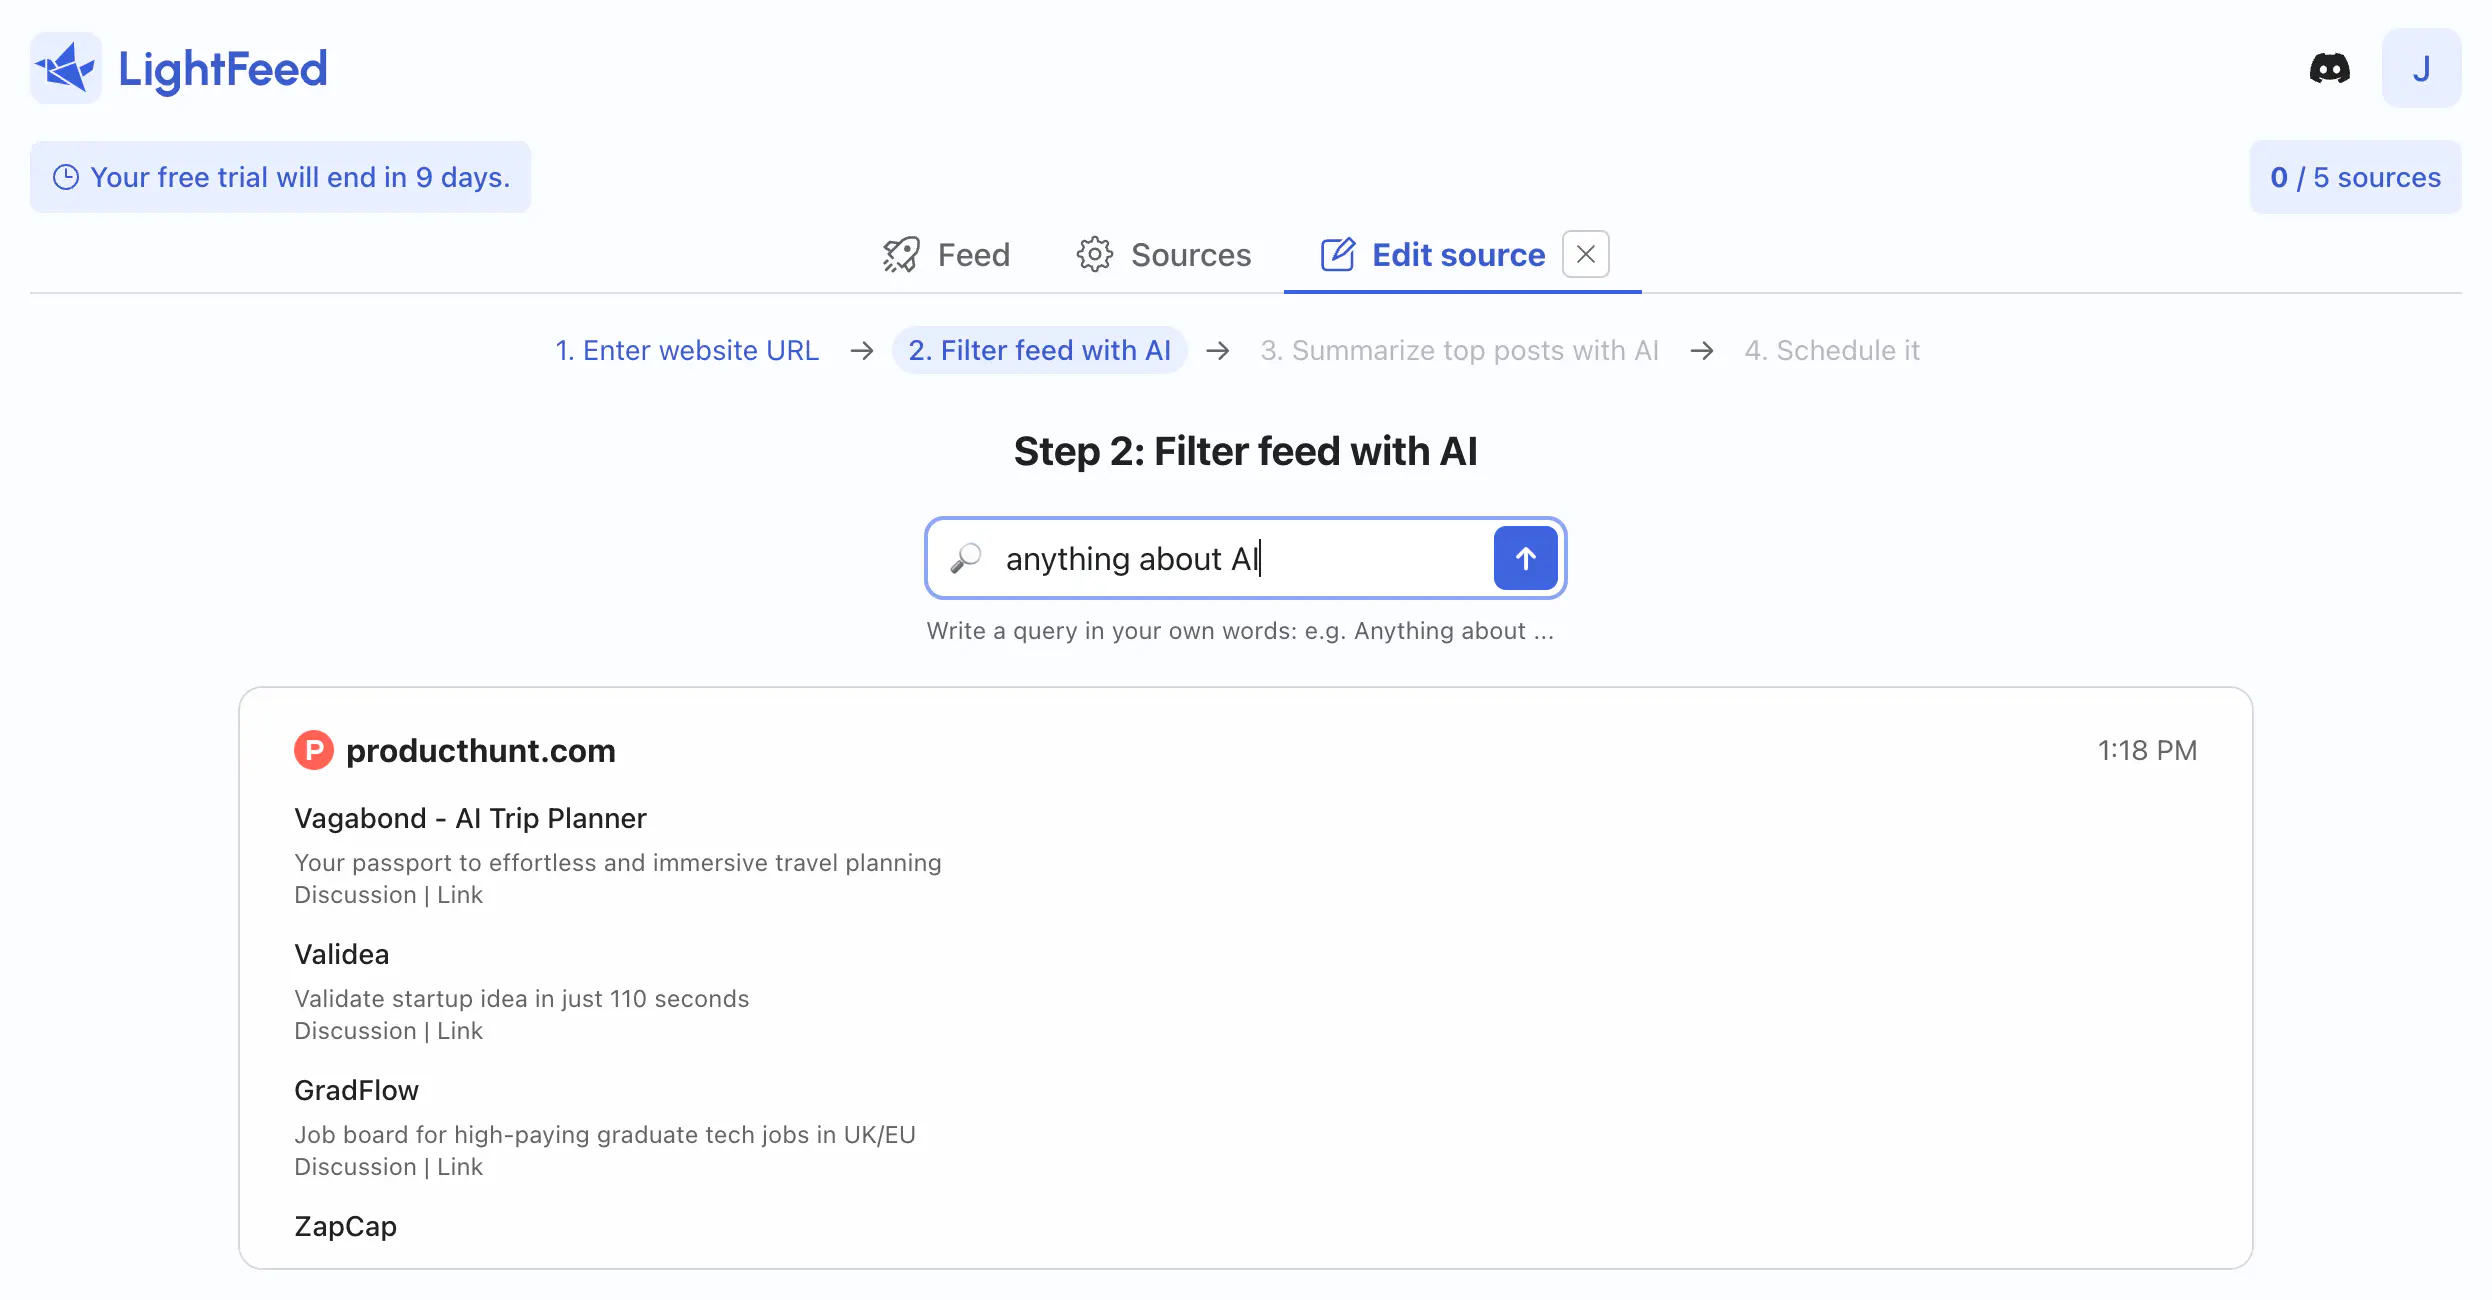 LightFeed
J
Your free trial will end in 9 days.
0 / 5 sources
Feed
Sources
Edit source
1. Enter website URL → 2. Filter feed with AI → 3. Summarize top posts with AI → 4. Schedule it
Step 2: Filter feed with AI
anything about AI
Write a query in your own words: e.g. Anything about ...
P producthunt.com
1:18 PM
Vagabond - AI Trip Planner
Your passport to effortless and immersive travel planning
Discussion | Link
Validea
Validate startup idea in just 110 seconds
Discussion | Link
GradFlow
Job board for high-paying graduate tech jobs in UK/EU
Discussion | Link
ZapCap